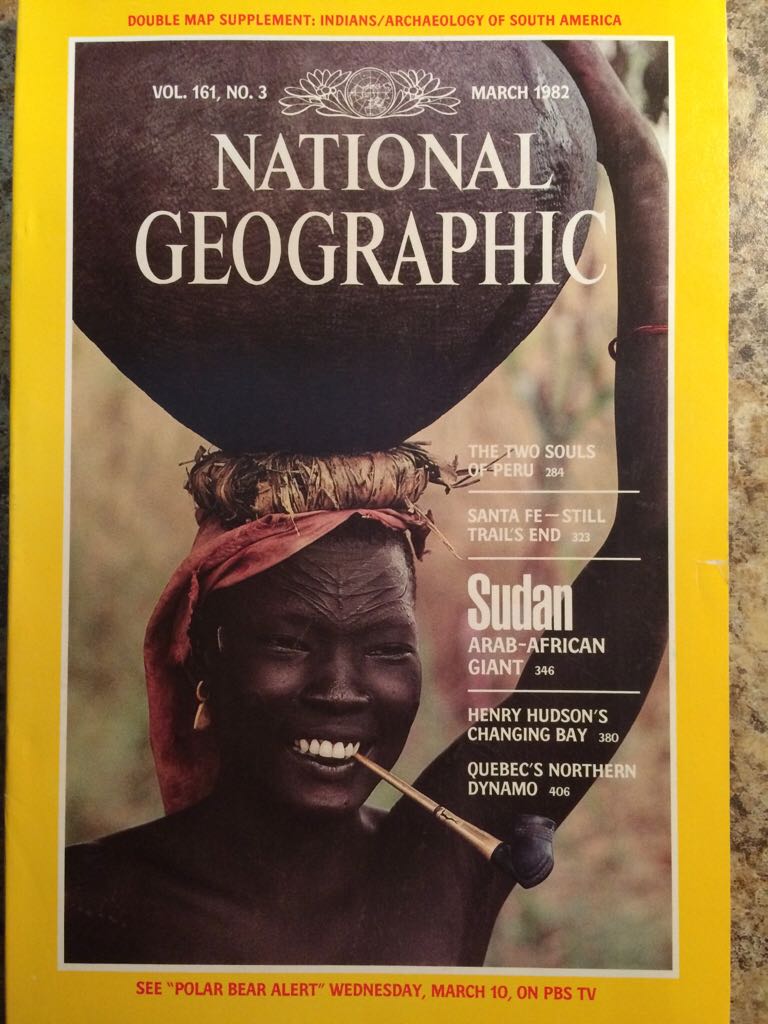 DOUBLE MAP SUPPLEMENT: INDIANS/ARCHAEOLOGY OF SOUTH AMERICA
VOL. 161, NO. 3 MARCH 1982
NATIONAL
GEOGRAPHIC
THE TWO SOULS
OF PERU 284
SANTA FE—STILL
TRAIL'S END 323
Sudan
ARAB-AFRICAN
GIANT 346
HENRY HUDSON'S
CHANGING BAY 380
QUEBEC'S NORTHERN
DYNAMO 406
SEE "POLAR BEAR ALERT" WEDNESDAY, MARCH 10, ON PBS TV